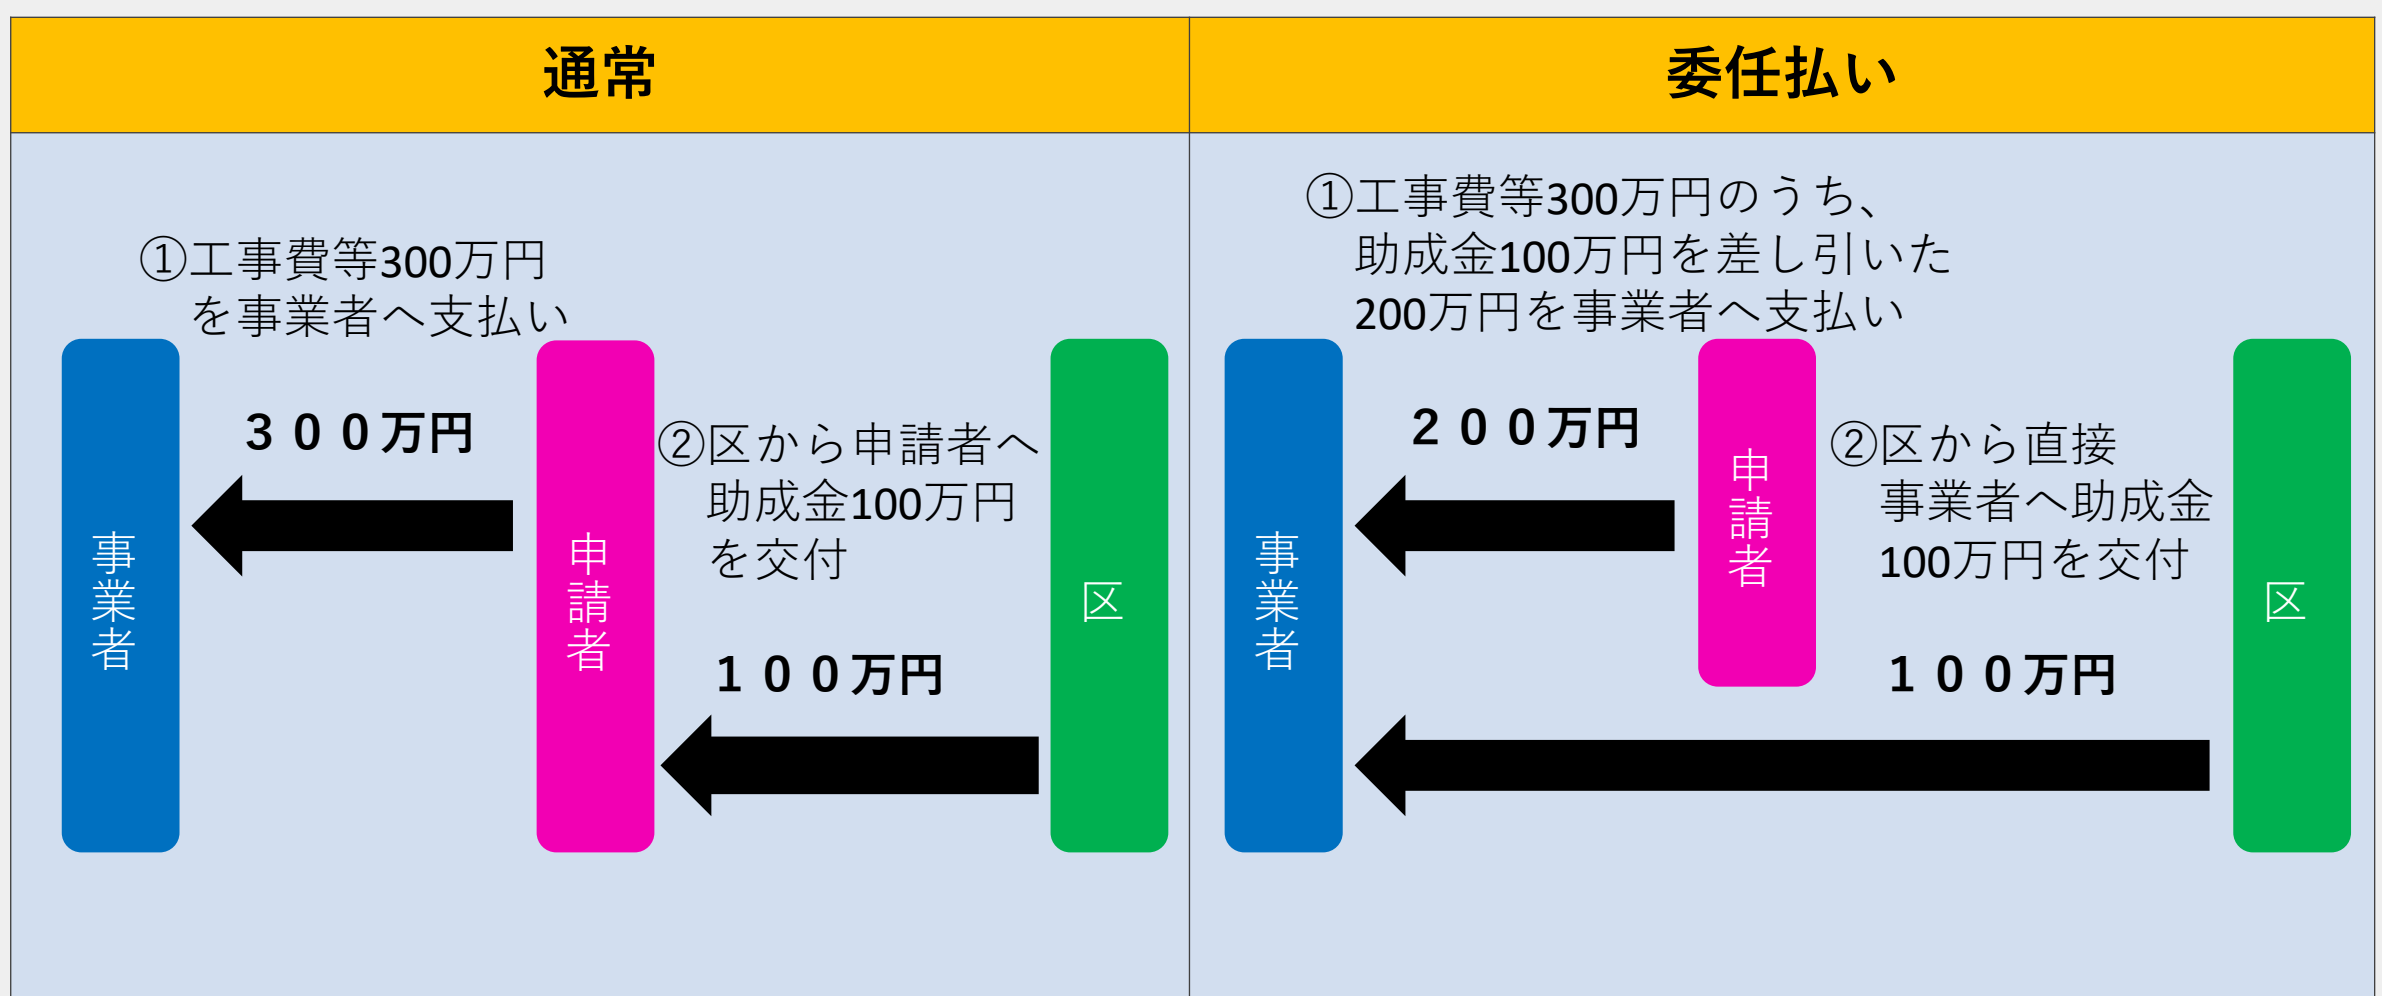 通常
①工事費等300万円
を事業者へ支払い
３００万円
事業者
申請者
②区から申請者へ
助成金100万円
を交付
１００万円
区
委任払い
①工事費等300万円のうち、
助成金100万円を差し引いた
200万円を事業者へ支払い
２００万円
事業者
申請者
②区から直接
事業者へ助成金
100万円を交付
１００万円
区